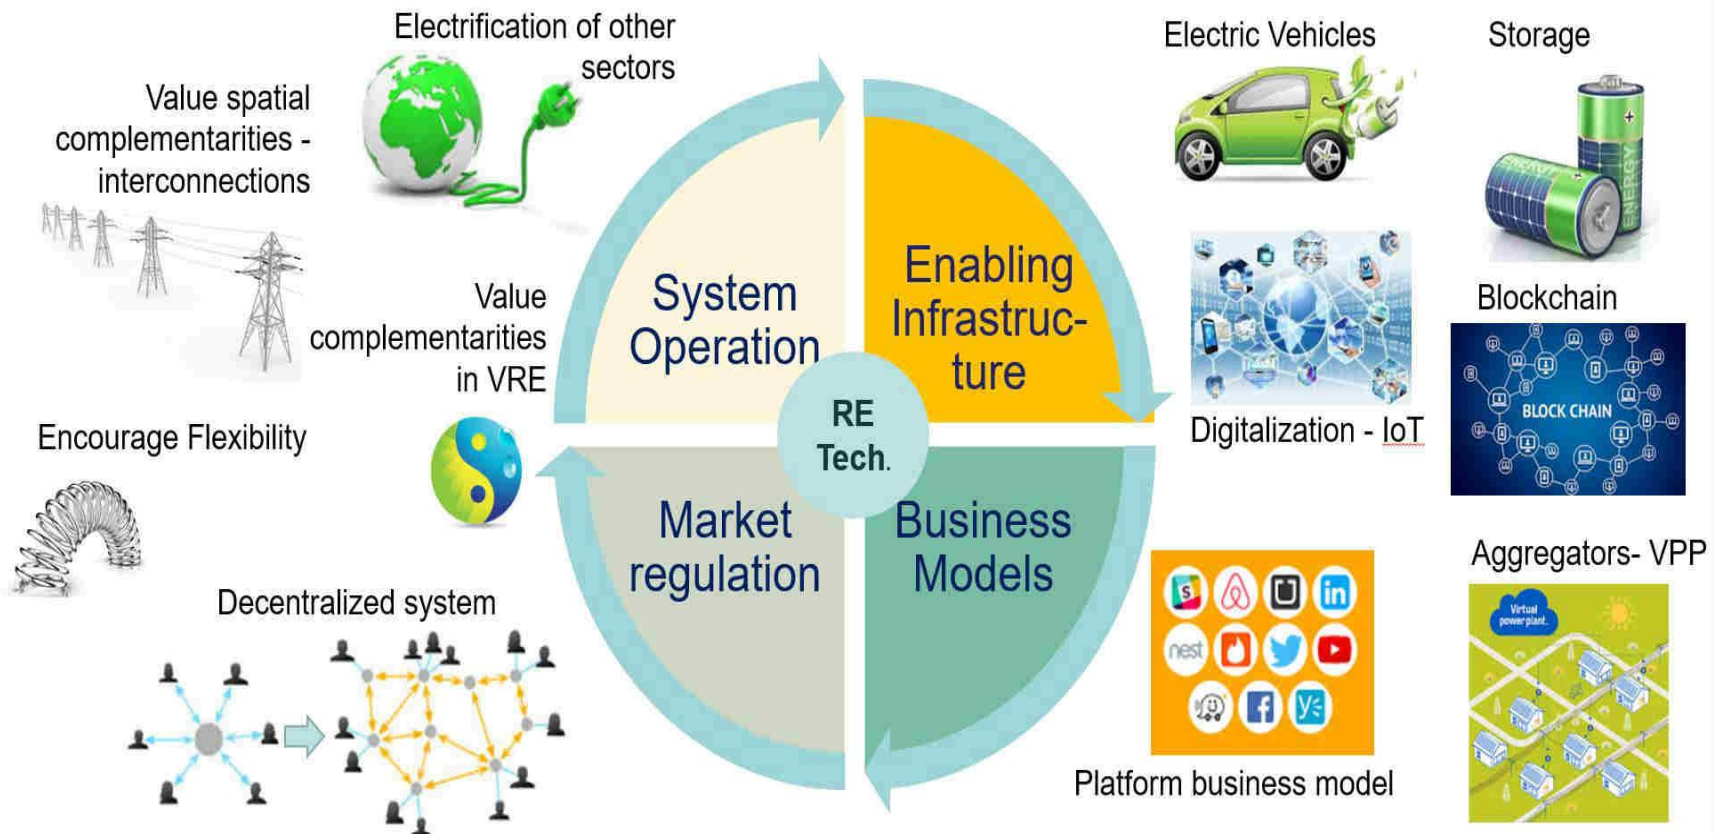 Electrification of other
sectors
Value spatial
complementarities -
interconnections
Value
complementarities
in VRE
Encourage Flexibility
Decentralized system
System
Operation
Enabling
Infrastruc-
ture
RE
Tech.
Market
regulation
Business
Models
Electric Vehicles
Storage
ENERGY
ENERGY
Digitalization - IoT
Blockchain
BLOCK CHAIN
Platform business model
S
in
nest
f
y
Aggregators- VPP
Virtual
power plant.